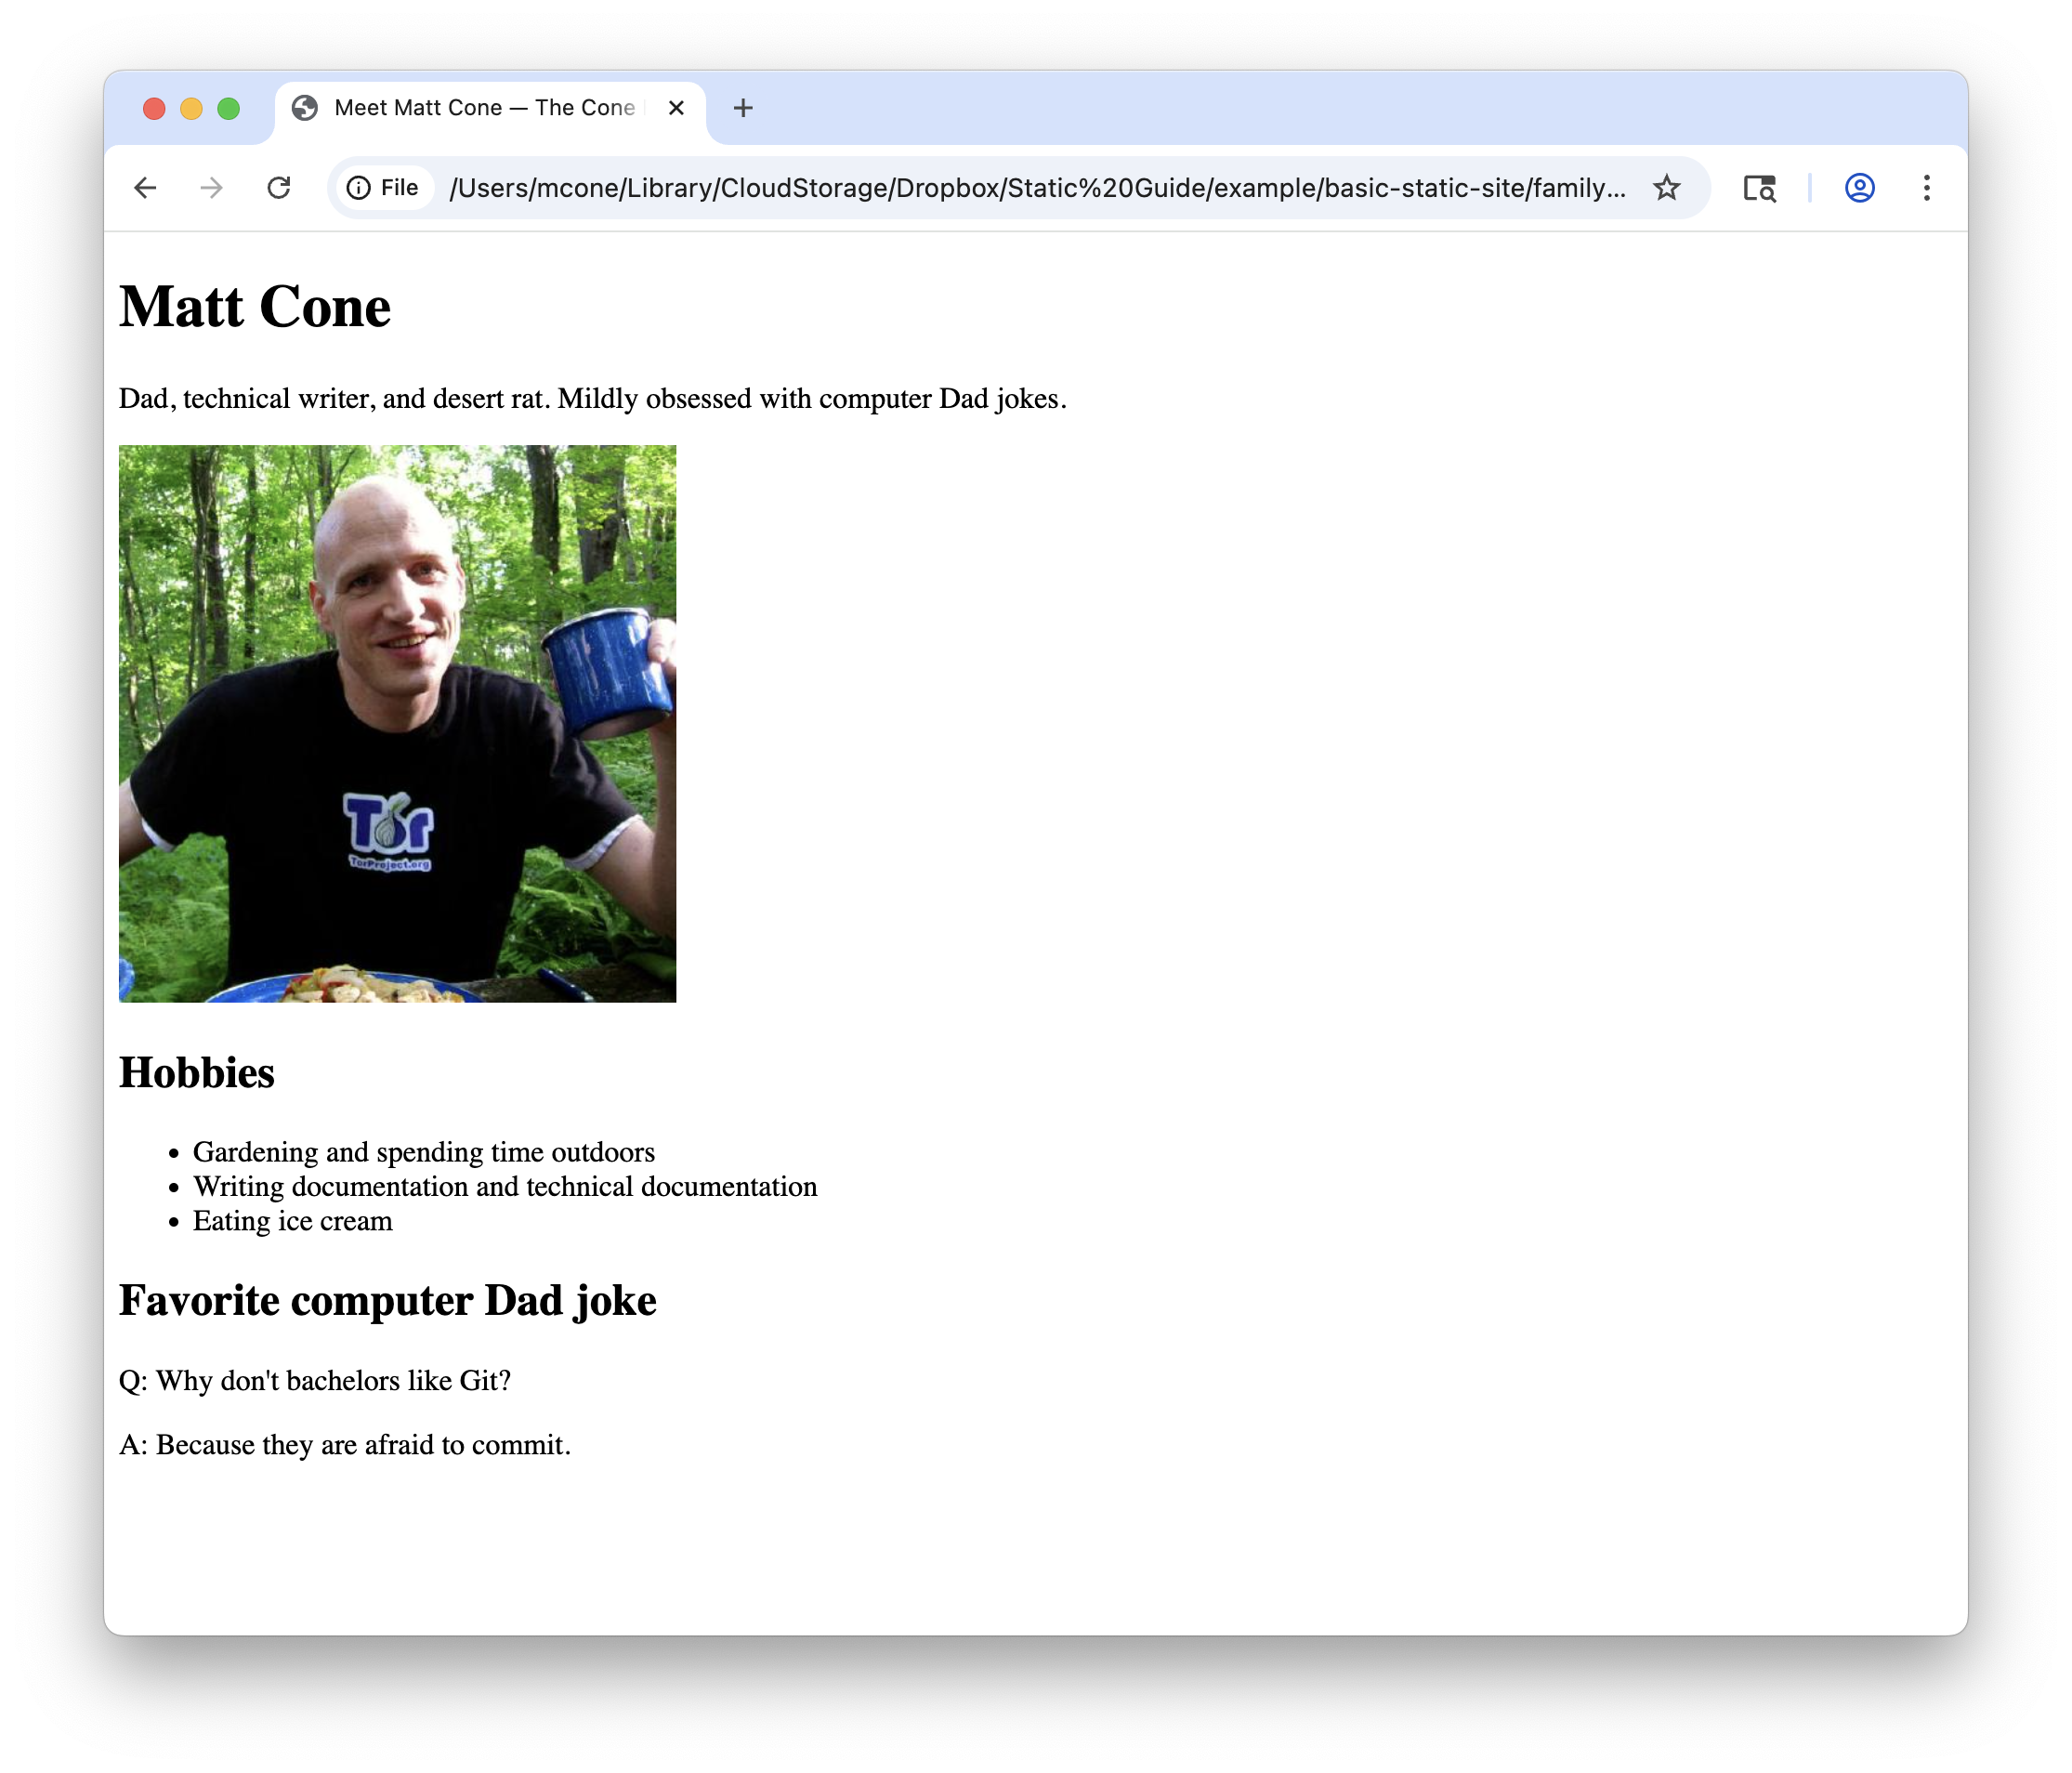 Meet Matt Cone — The Cone
File
/Users/mcone/Library/CloudStorage/Dropbox/Static%20Guide/example/basic-static-site/family...
Matt Cone
Dad, technical writer, and desert rat. Mildly obsessed with computer Dad jokes.
Tor
TorProject.org
Hobbies
• Gardening and spending time outdoors
• Writing documentation and technical documentation
• Eating ice cream
Favorite computer Dad joke
Q: Why don't bachelors like Git?
A: Because they are afraid to commit.